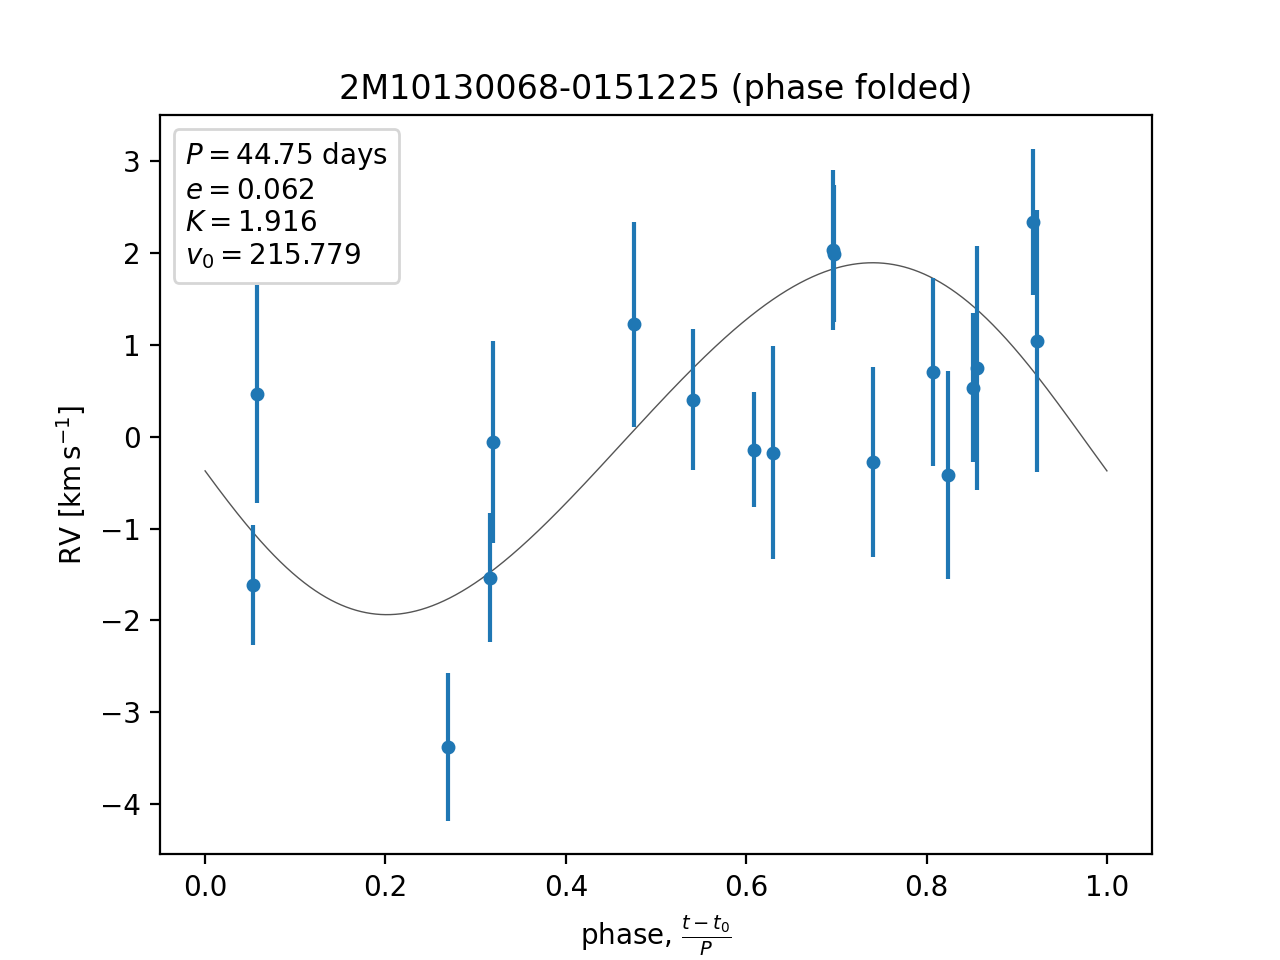 2M10130068-0151225 (phase folded)
P = 44.75 days
e = 0.062
K = 1.916
v₀ = 215.779
3
2
1
0
−1
−2
−3
−4
RV [km s⁻¹]
0.0 0.2 0.4 0.6 0.8 1.0
phase, (t − t₀)/P